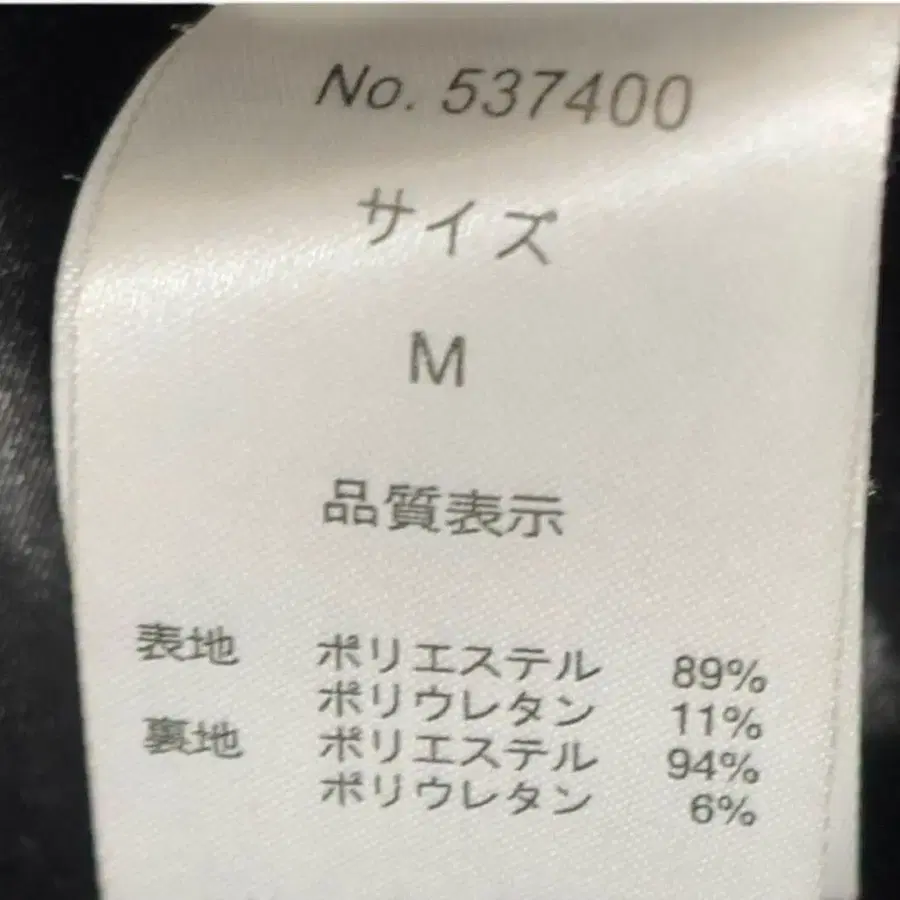 No. 537400
サイズ
M
品質表示
表地 ポリエステル 89%
ポリウレタン 11%
裏地 ポリエステル 94%
ポリウレタン 6%